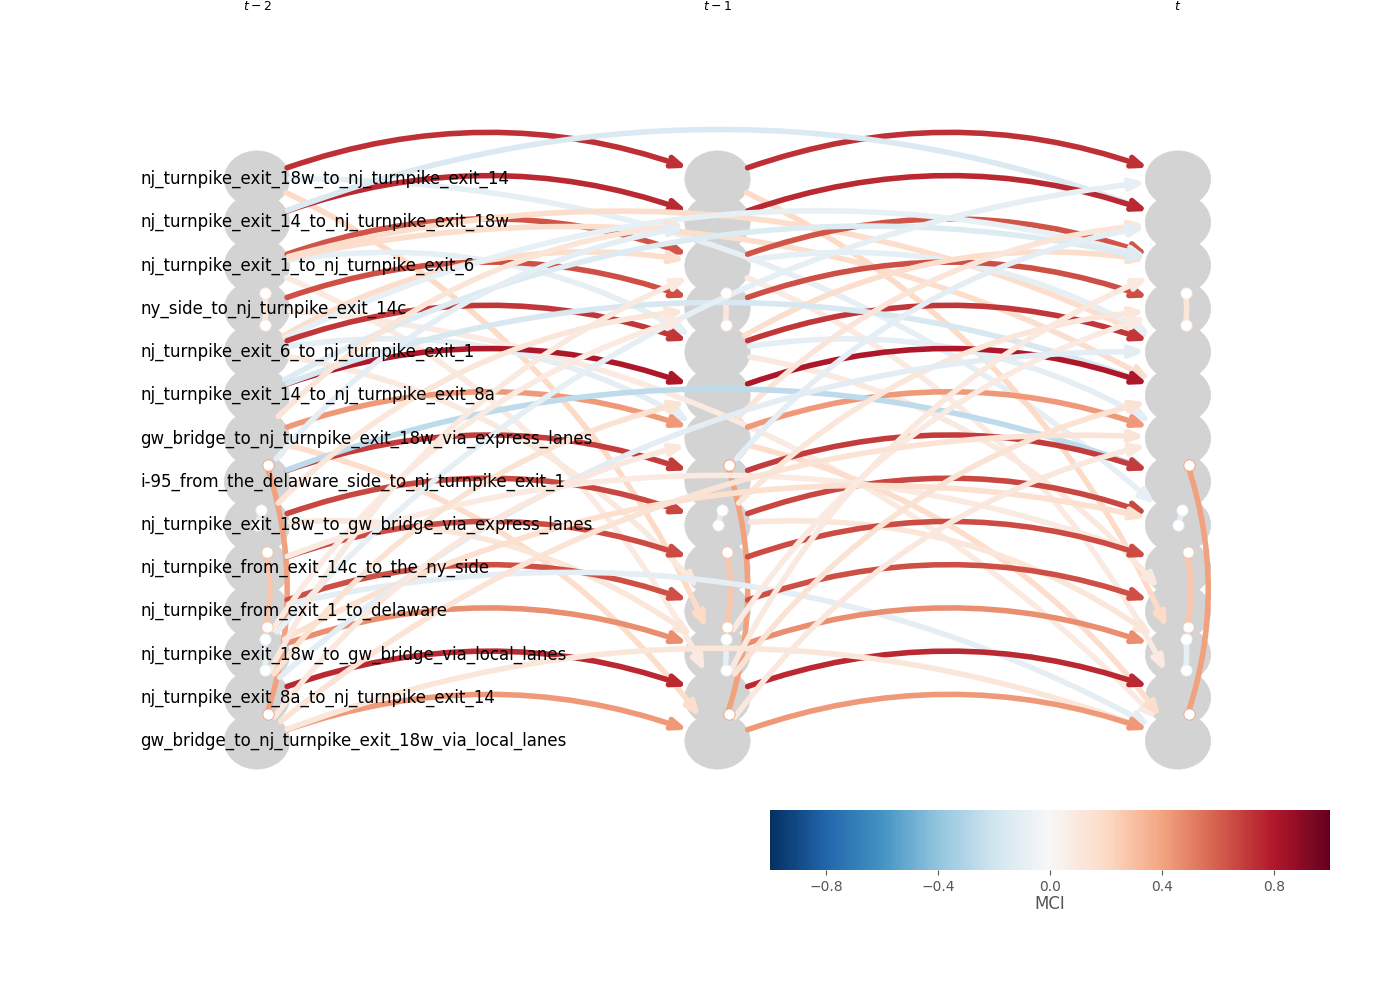 t − 2 t − 1 t
nj_turnpike_exit_18w_to_nj_turnpike_exit_14
nj_turnpike_exit_14_to_nj_turnpike_exit_18w
nj_turnpike_exit_1_to_nj_turnpike_exit_6
ny_side_to_nj_turnpike_exit_14c
nj_turnpike_exit_6_to_nj_turnpike_exit_1
nj_turnpike_exit_14_to_nj_turnpike_exit_8a
gw_bridge_to_nj_turnpike_exit_18w_via_express_lanes
i-95_from_the_delaware_side_to_nj_turnpike_exit_1
nj_turnpike_exit_18w_to_gw_bridge_via_express_lanes
nj_turnpike_from_exit_14c_to_the_ny_side
nj_turnpike_from_exit_1_to_delaware
nj_turnpike_exit_18w_to_gw_bridge_via_local_lanes
nj_turnpike_exit_8a_to_nj_turnpike_exit_14
gw_bridge_to_nj_turnpike_exit_18w_via_local_lanes
−0.8 −0.4 0.0 0.4 0.8
MCI